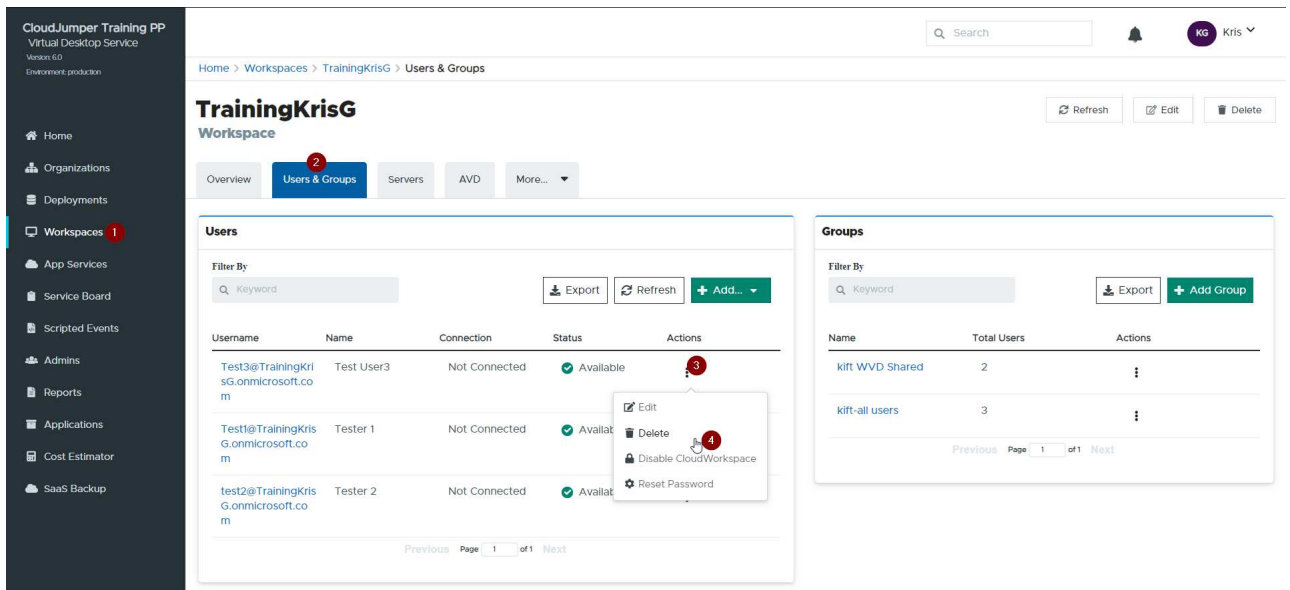 CloudJumper Training PP
Virtual Desktop Service
Version: 6.0
Environment: production
Home
Organizations
Deployments
Workspaces 1
App Services
Service Board
Scripted Events
Admins
Reports
Applications
Cost Estimator
SaaS Backup
Search
KG Kris
Home > Workspaces > TrainingKrisG > Users & Groups
TrainingKrisG
Workspace
Refresh
Edit
Delete
2
Overview
Users & Groups
Servers
AVD
More...
Users
Filter By
Keyword
Export
Refresh
+ Add...
Username Name Connection Status Actions
Test3@TrainingKri Test User3 Not Connected Available 3
sG.onmicrosoft.co
m
Test1@TrainingKris Tester 1 Not Connected Availab
G.onmicrosoft.co
m
test2@TrainingKris Tester 2 Not Connected Availab
G.onmicrosoft.co
m
Edit
Delete 4
Disable CloudWorkspace
Reset Password
Previous Page 1 of 1 Next
Groups
Filter By
Keyword
Export
+ Add Group
Name Total Users Actions
kift WVD Shared 2
kift-all users 3
Previous Page 1 of 1 Next